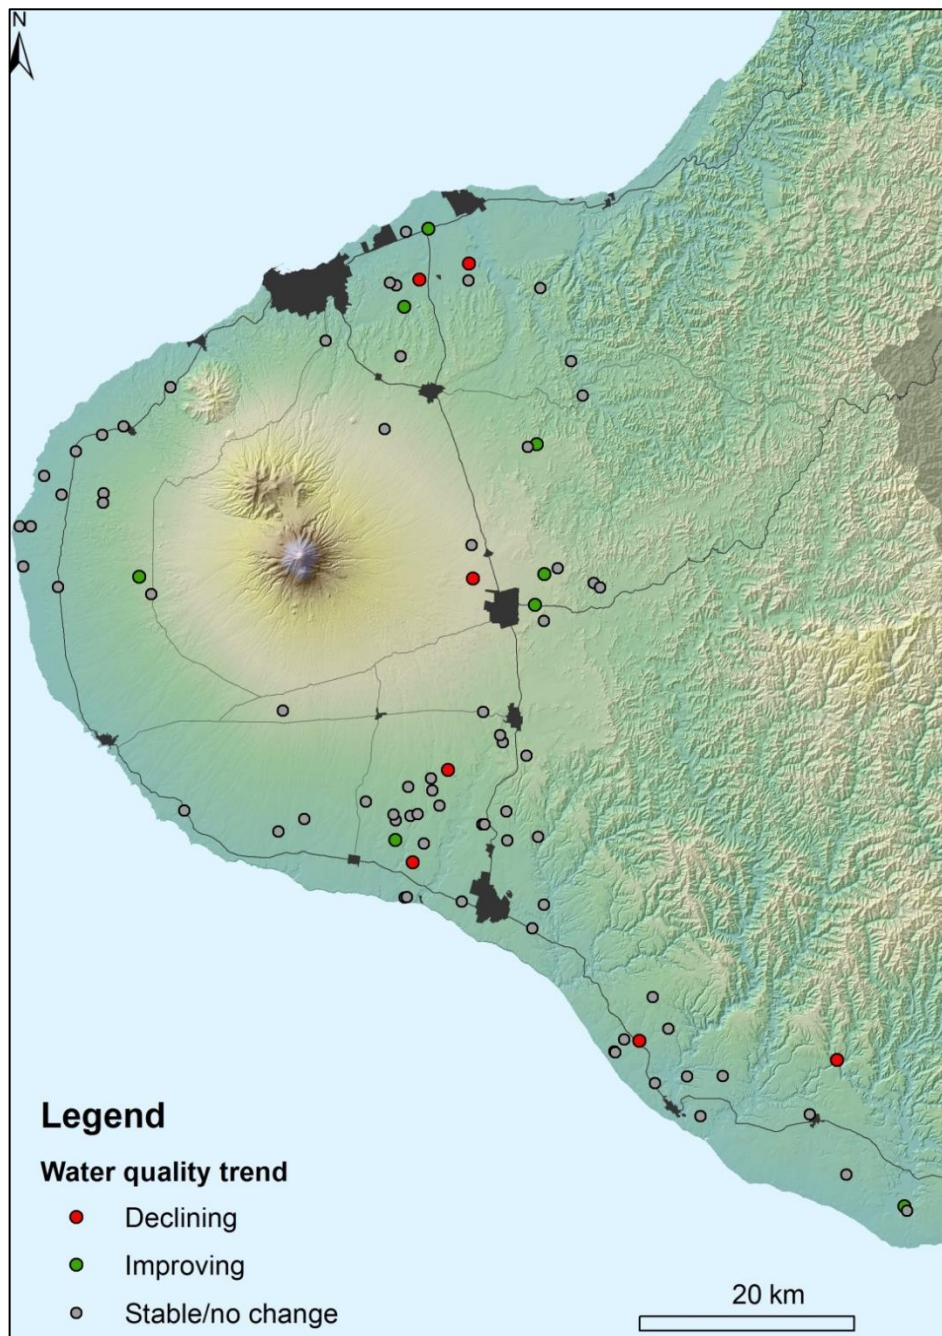 N
Legend
Water quality trend
Declining
Improving
Stable/no change
20 km